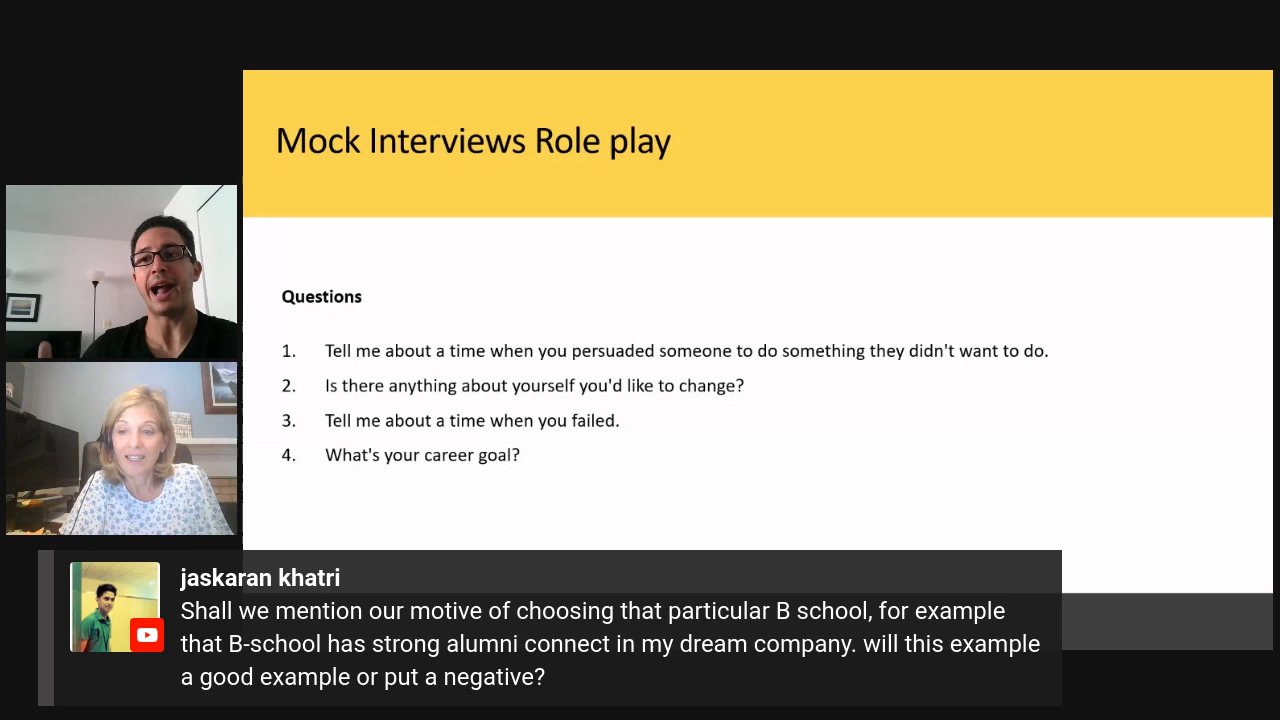 Mock Interviews Role play
Questions
1. Tell me about a time when you persuaded someone to do something they didn't want to do.
2. Is there anything about yourself you'd like to change?
3. Tell me about a time when you failed.
4. What's your career goal?
jaskaran khatri
Shall we mention our motive of choosing that particular B school, for example
that B-school has strong alumni connect in my dream company. will this example
a good example or put a negative?